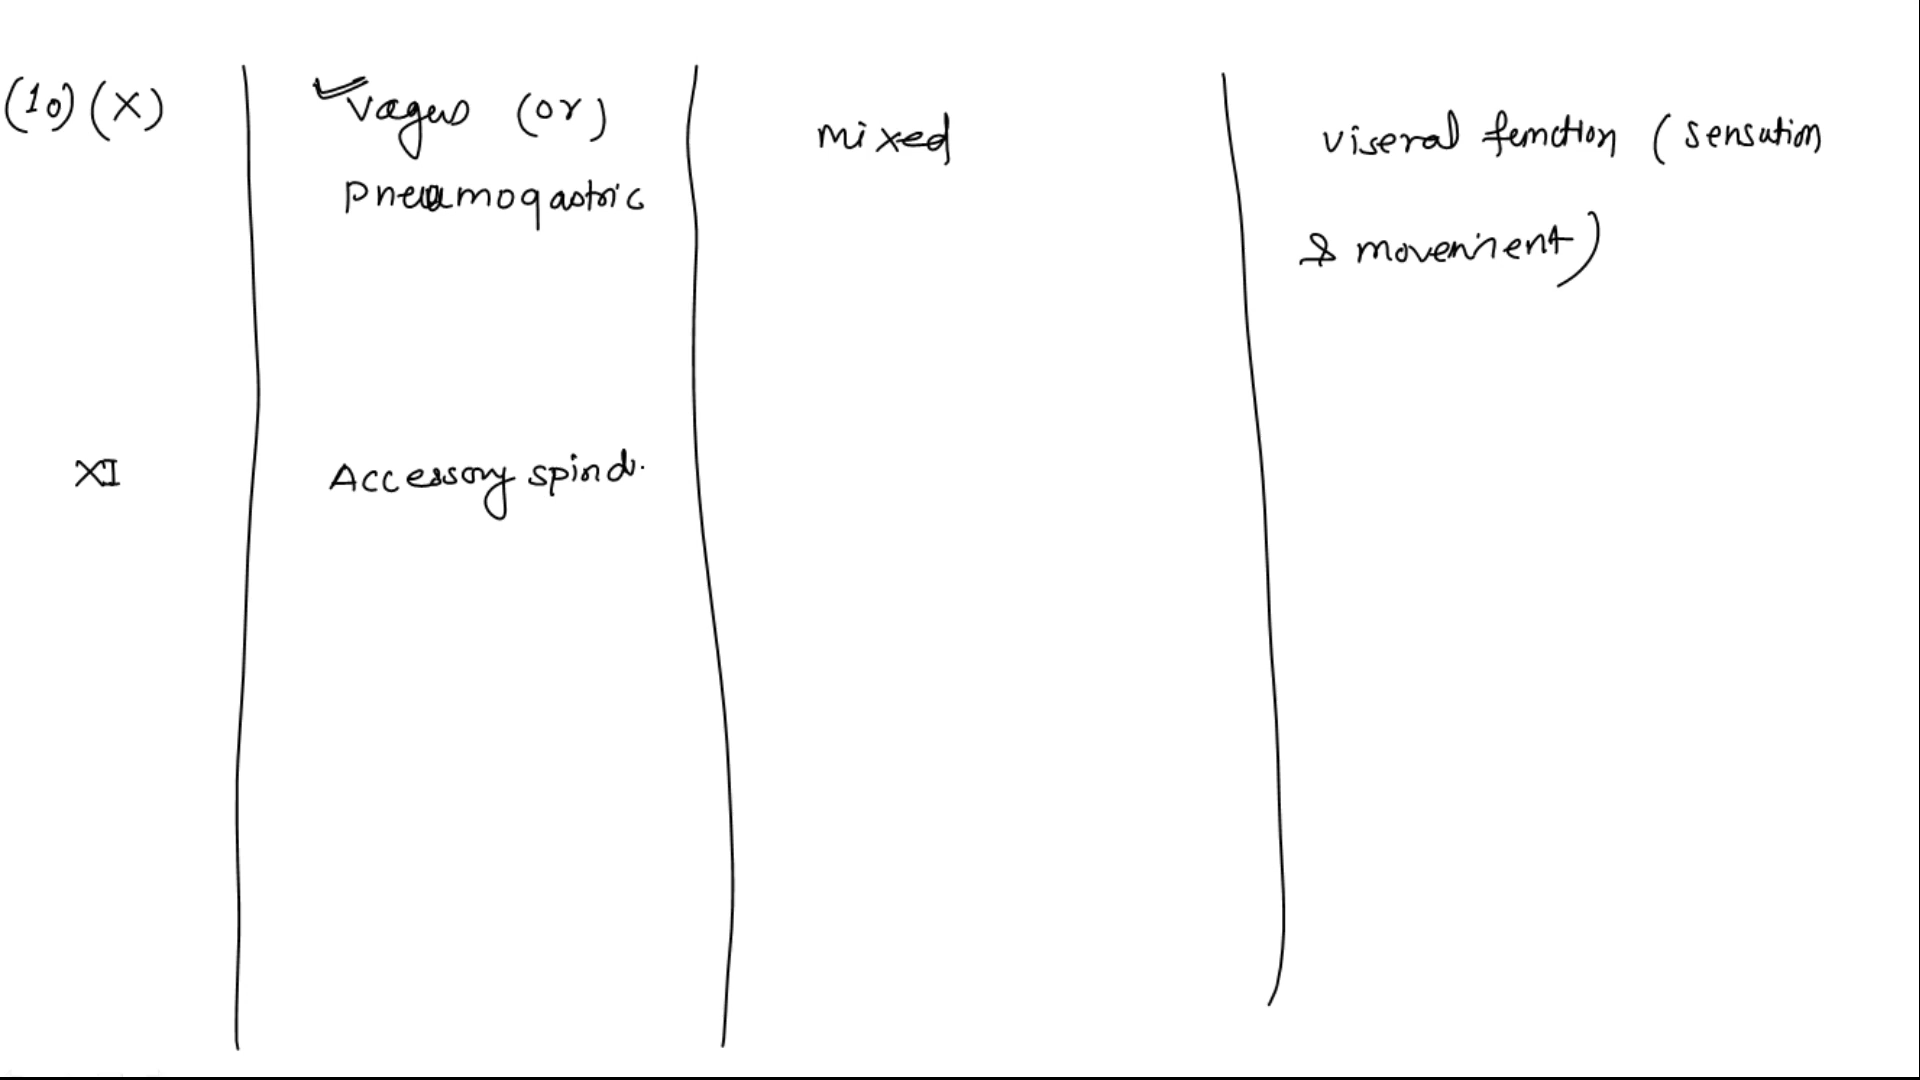 (10) (X) Vagus (or) mixed viseral function (sensation
pneumogastric & movement)
XI Accessory spinal.